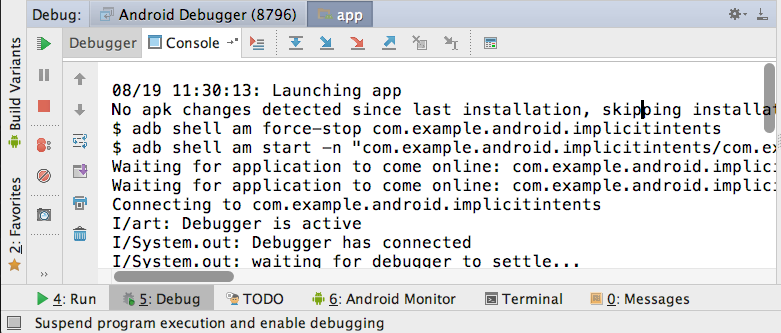 Debug: Android Debugger (8796) app
Debugger Console
08/19 11:30:13: Launching app
No apk changes detected since last installation, skipping installat
$ adb shell am force-stop com.example.android.implicitintents
$ adb shell am start -n "com.example.android.implicitintents/com.ex
Waiting for application to come online: com.example.android.implici
Waiting for application to come online: com.example.android.implici
Connecting to com.example.android.implicitintents
I/art: Debugger is active
I/System.out: Debugger has connected
I/System.out: waiting for debugger to settle...
Build Variants
2: Favorites
4: Run 5: Debug TODO 6: Android Monitor Terminal 0: Messages
Suspend program execution and enable debugging